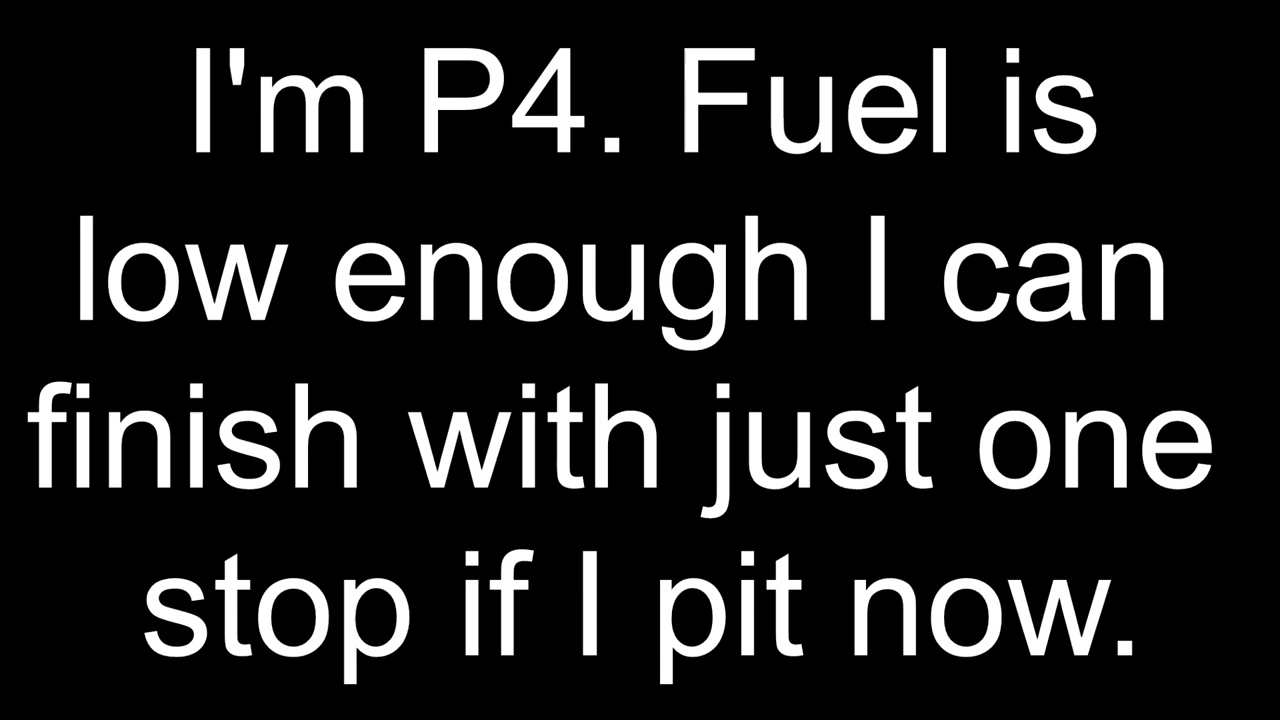 I'm P4. Fuel is
low enough I can
finish with just one
stop if I pit now.